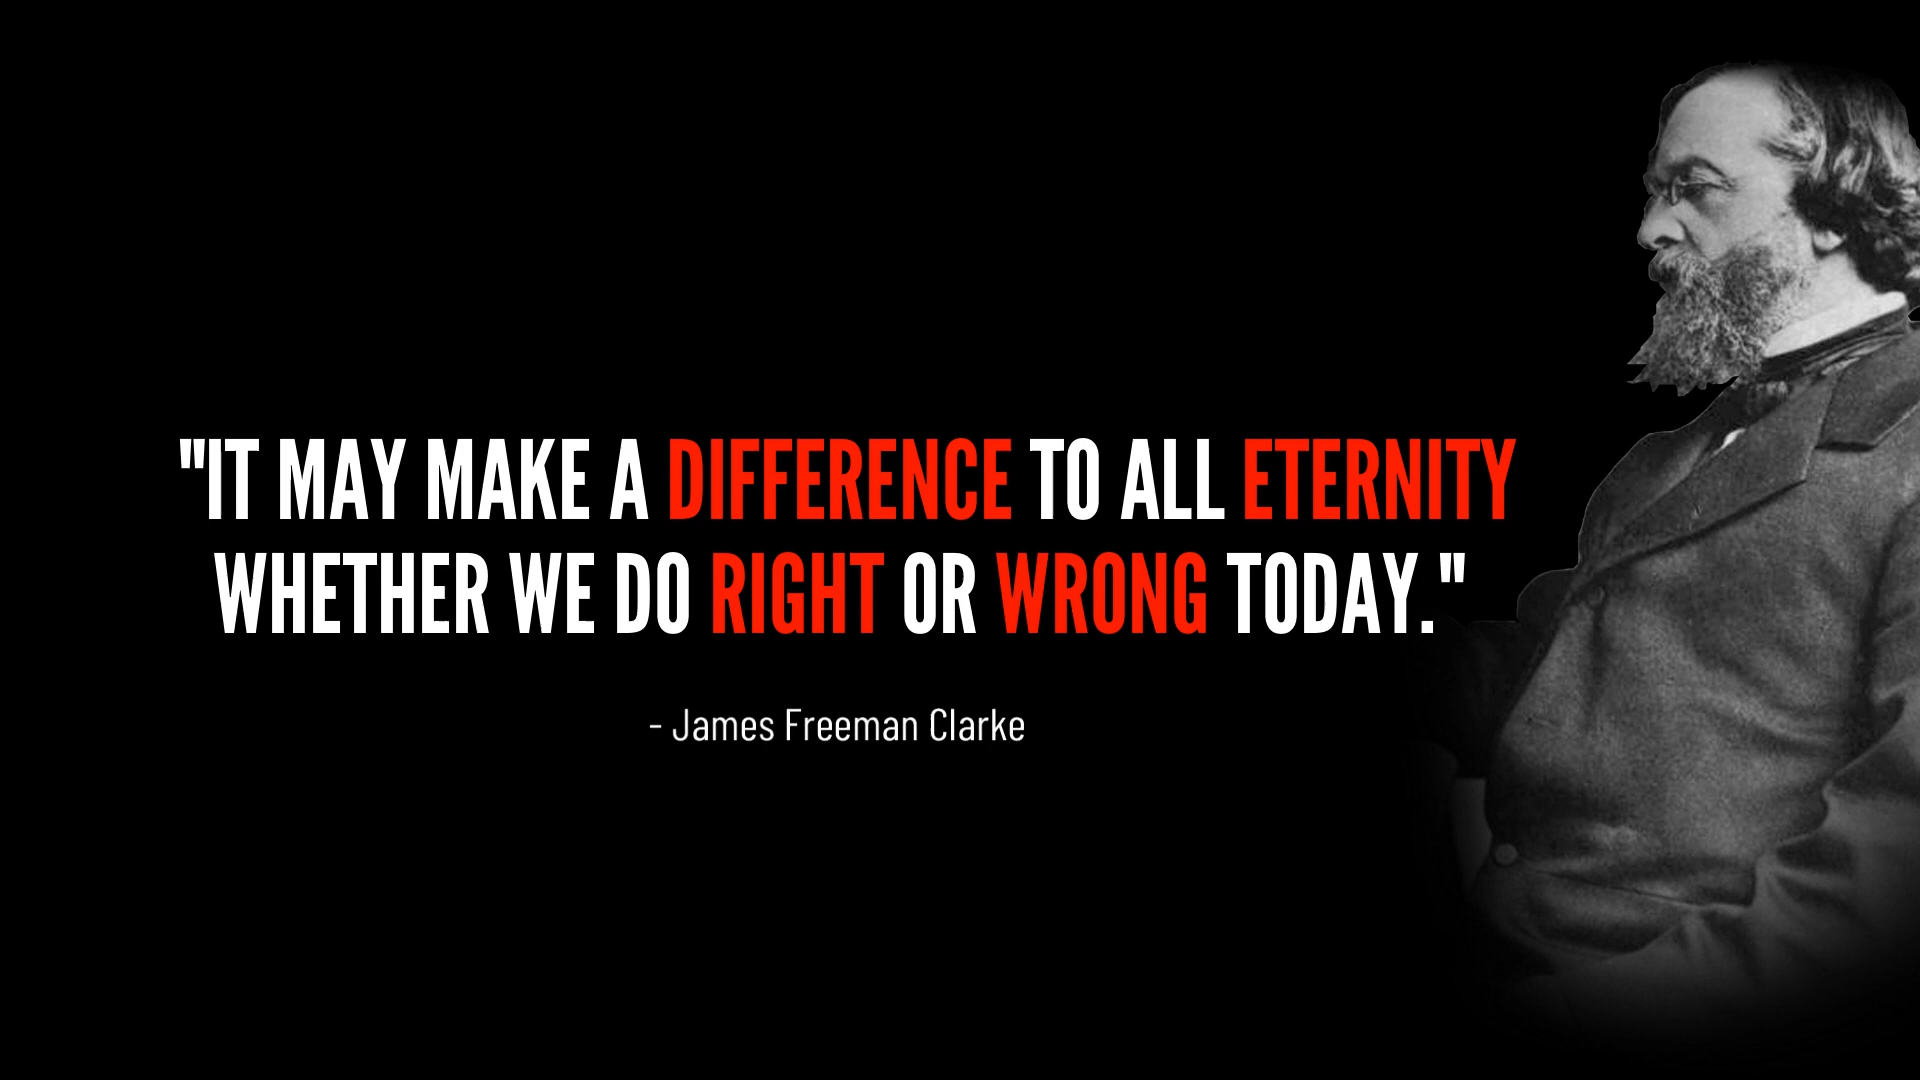 "IT MAY MAKE A DIFFERENCE TO ALL ETERNITY
WHETHER WE DO RIGHT OR WRONG TODAY."
- James Freeman Clarke